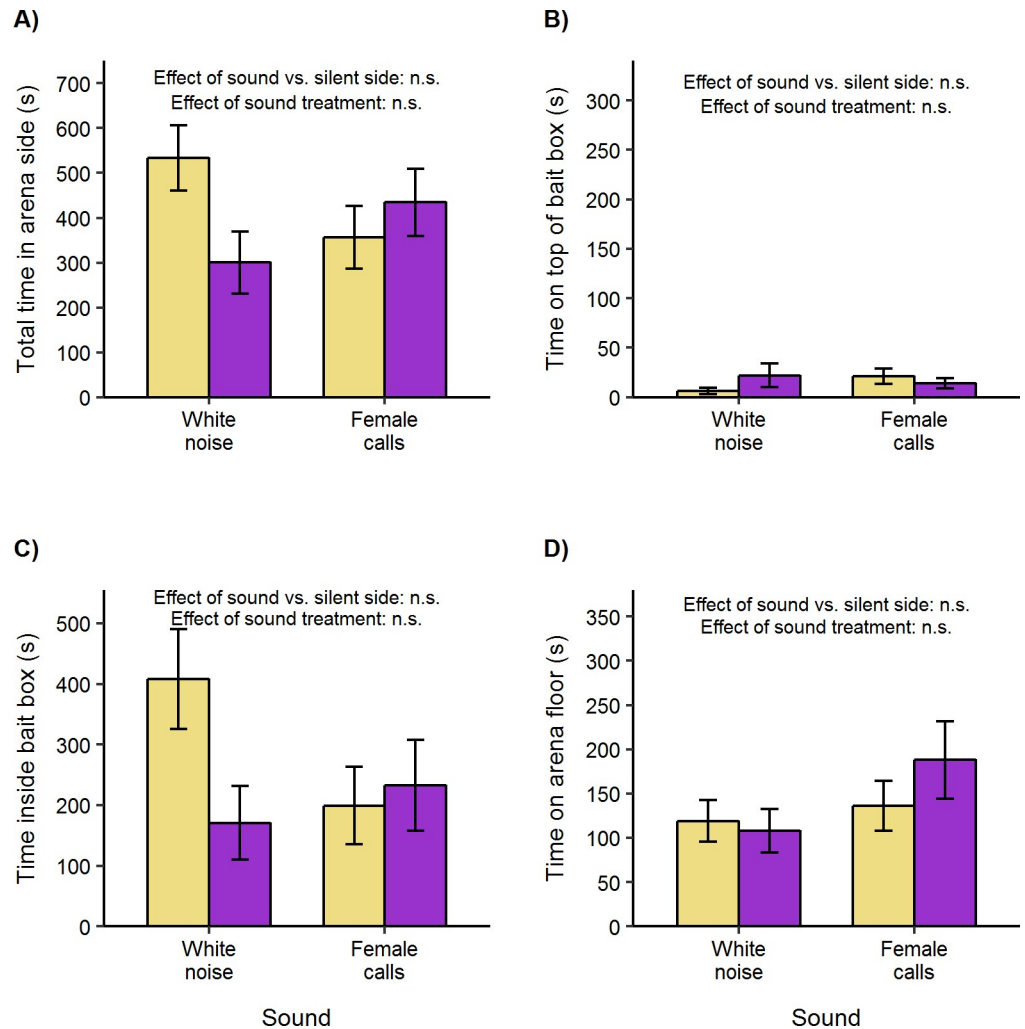 A)
Total time in arena side (s)
700
600
500
400
300
200
100
0
Effect of sound vs. silent side: n.s.
Effect of sound treatment: n.s.
White
noise
Female
calls
B)
Time on top of bait box (s)
300
250
200
150
100
50
0
Effect of sound vs. silent side: n.s.
Effect of sound treatment: n.s.
White
noise
Female
calls
C)
Time inside bait box (s)
500
400
300
200
100
0
Effect of sound vs. silent side: n.s.
Effect of sound treatment: n.s.
White
noise
Female
calls
Sound
D)
Time on arena floor (s)
350
300
250
200
150
100
50
0
Effect of sound vs. silent side: n.s.
Effect of sound treatment: n.s.
White
noise
Female
calls
Sound